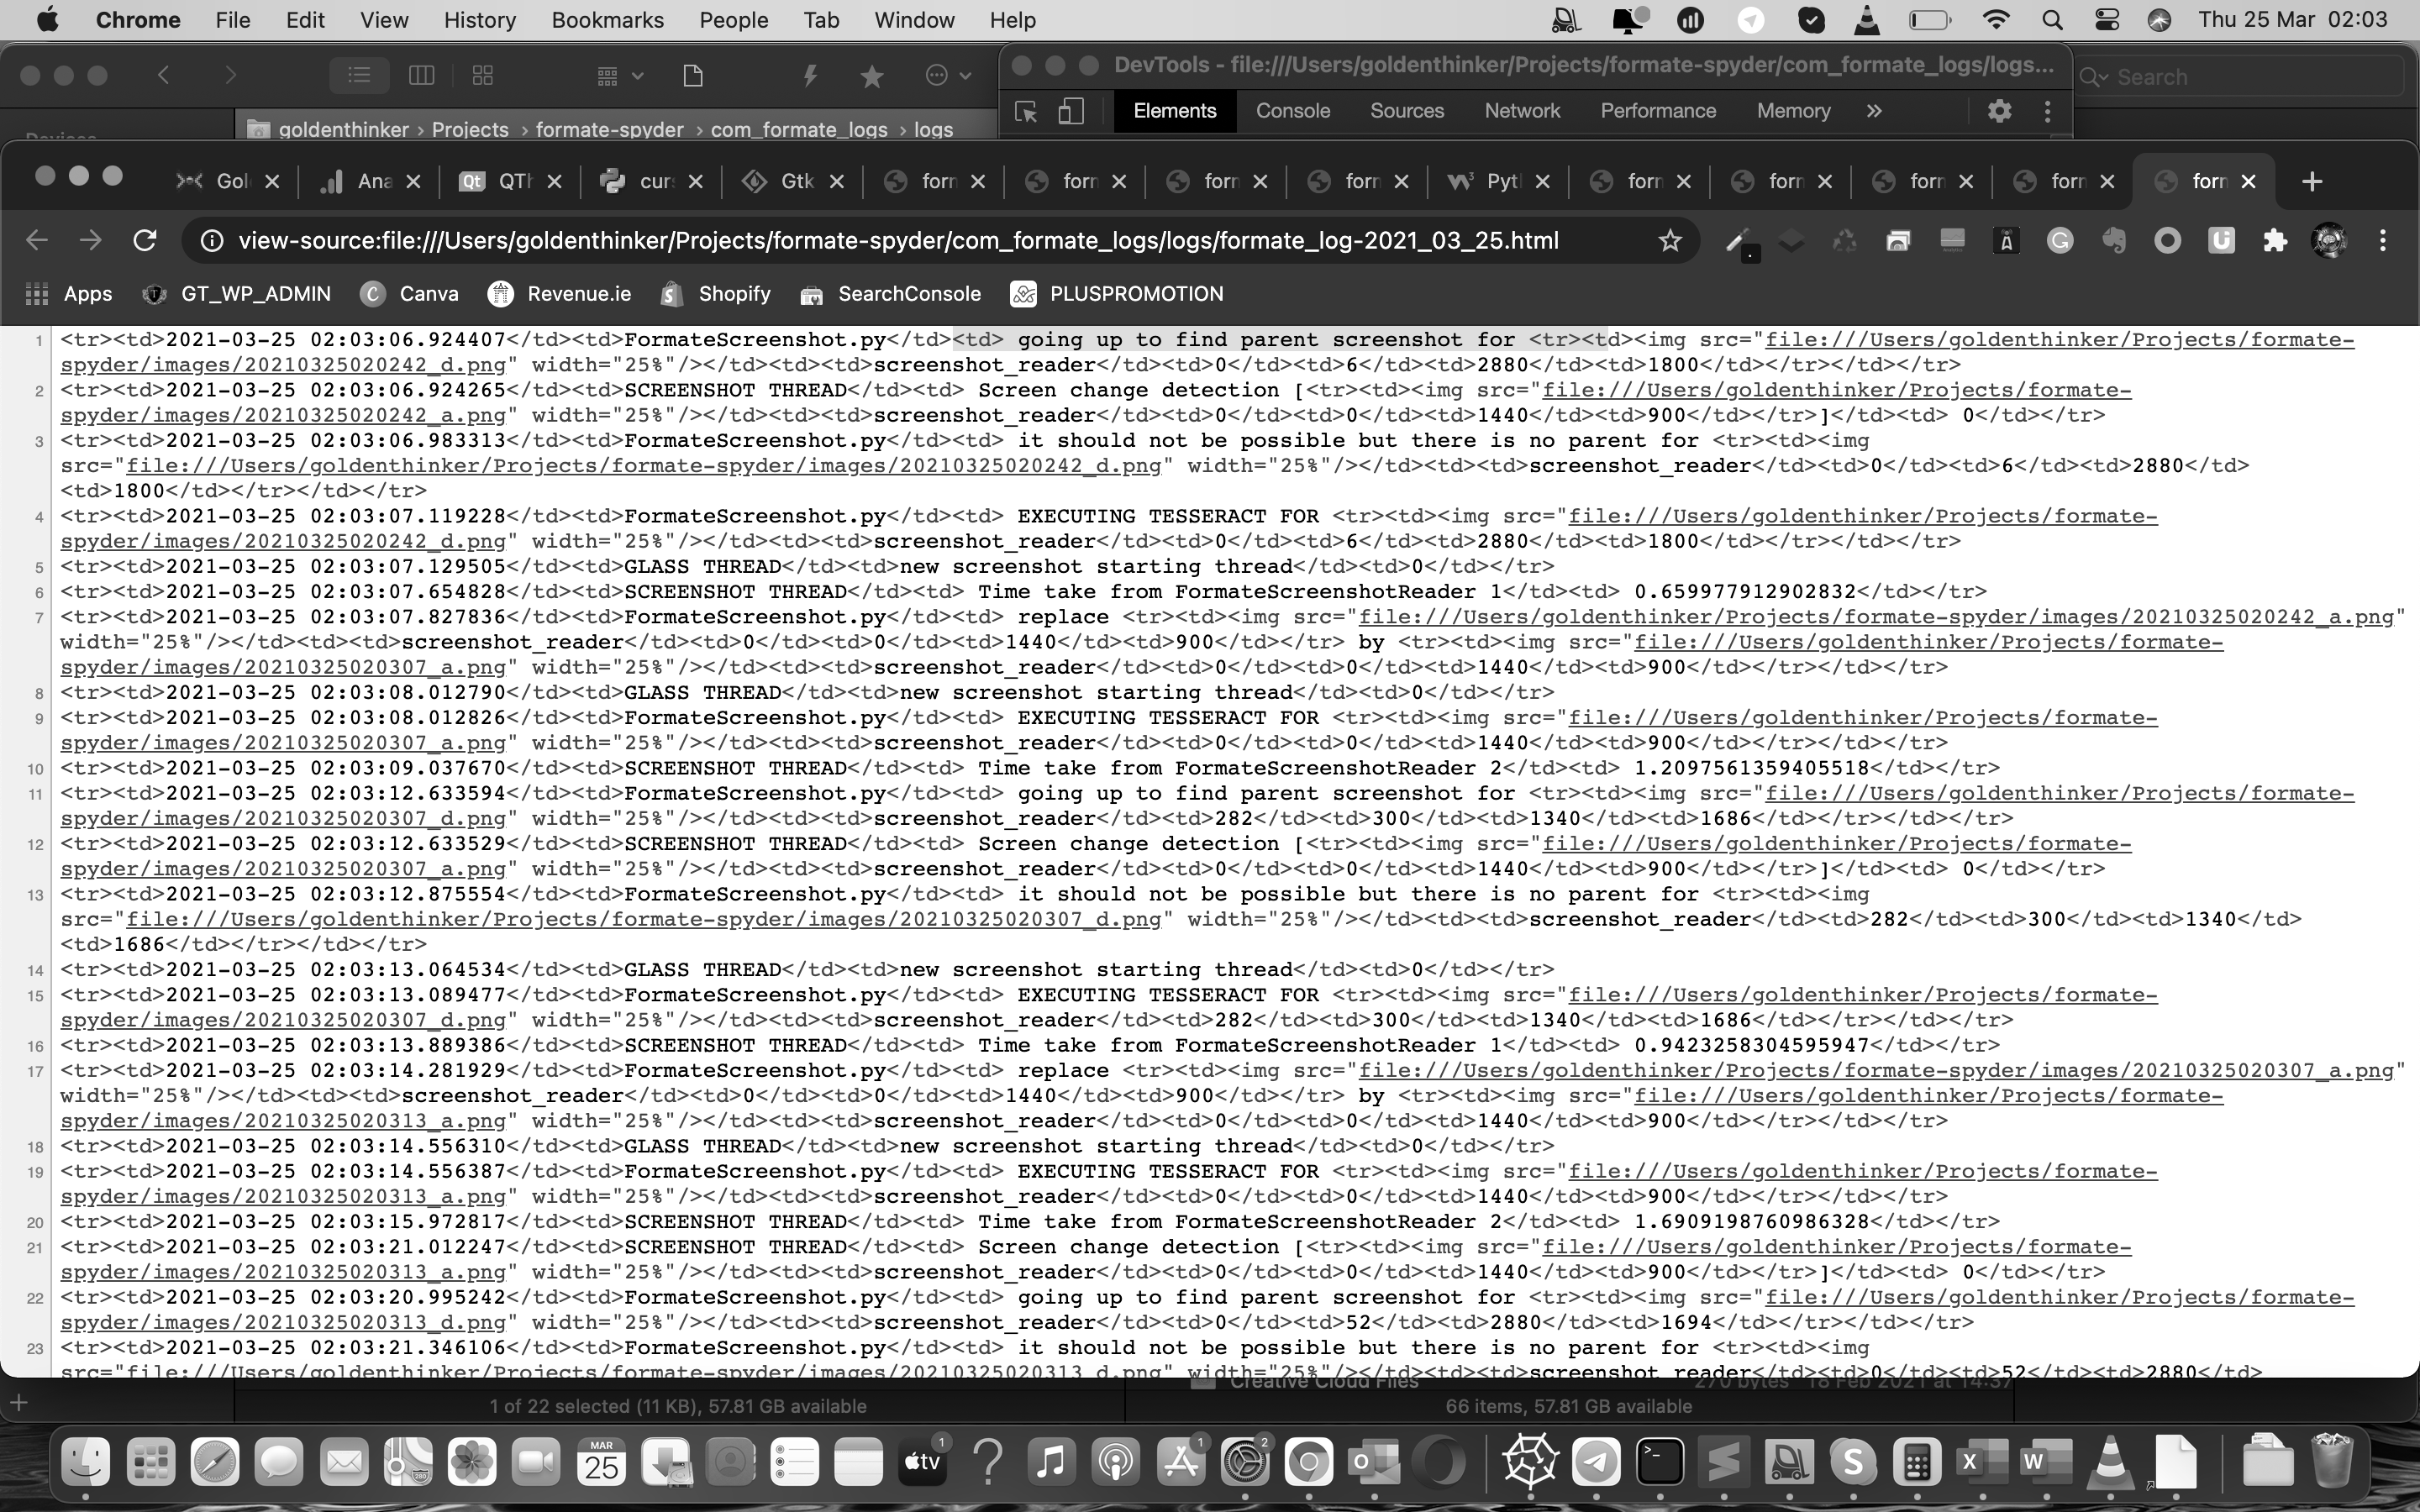 Chrome File Edit View History Bookmarks People Tab Window Help Thu 25 Mar 02:03
DevTools - file:///Users/goldenthinker/Projects/formate-spyder/com_formate_logs/logs...
Search
Elements Console Sources Network Performance Memory
goldenthinker › Projects › formate-spyder › com_formate_logs › logs
Gol Ana QTh cur Gtk forn forn forn forn Pyt forn forn forn forn forn
view-source:file:///Users/goldenthinker/Projects/formate-spyder/com_formate_logs/logs/formate_log-2021_03_25.html
Apps GT_WP_ADMIN Canva Revenue.ie Shopify SearchConsole PLUSPROMOTION
1 <tr><td>2021-03-25 02:03:06.924407</td><td>FormateScreenshot.py</td><td> going up to find parent screenshot for <tr><td><img src="file:///Users/goldenthinker/Projects/formate-
spyder/images/20210325020242_d.png" width="25%"/></td><td><td>screenshot_reader</td><td>0</td><td>6</td><td>2880</td><td>1800</td></tr></td></tr>
2 <tr><td>2021-03-25 02:03:06.924265</td><td>SCREENSHOT THREAD</td><td> Screen change detection [<tr><td><img src="file:///Users/goldenthinker/Projects/formate-
spyder/images/20210325020242_a.png" width="25%"/></td><td><td>screenshot_reader</td><td>0</td><td>0</td><td>1440</td><td>900</td></tr>]</td><td> 0</td></tr>
3 <tr><td>2021-03-25 02:03:06.983313</td><td>FormateScreenshot.py</td><td> it should not be possible but there is no parent for <tr><td><img
src="file:///Users/goldenthinker/Projects/formate-spyder/images/20210325020242_d.png" width="25%"/></td><td><td>screenshot_reader</td><td>0</td><td>6</td><td>2880</td>
<td>1800</td></tr></td></tr>
4 <tr><td>2021-03-25 02:03:07.119228</td><td>FormateScreenshot.py</td><td> EXECUTING TESSERACT FOR <tr><td><img src="file:///Users/goldenthinker/Projects/formate-
spyder/images/20210325020242_d.png" width="25%"/></td><td><td>screenshot_reader</td><td>0</td><td>6</td><td>2880</td><td>1800</td></tr></td></tr>
5 <tr><td>2021-03-25 02:03:07.129505</td><td>GLASS THREAD</td><td>new screenshot starting thread</td><td>0</td></tr>
6 <tr><td>2021-03-25 02:03:07.654828</td><td>SCREENSHOT THREAD</td><td> Time take from FormateScreenshotReader 1</td><td> 0.659977912902832</td></tr>
7 <tr><td>2021-03-25 02:03:07.827836</td><td>FormateScreenshot.py</td><td> replace <tr><td><img src="file:///Users/goldenthinker/Projects/formate-spyder/images/20210325020242_a.png"
width="25%"/></td><td><td>screenshot_reader</td><td>0</td><td>0</td><td>1440</td><td>900</td></tr> by <tr><td><img src="file:///Users/goldenthinker/Projects/formate-
spyder/images/20210325020307_a.png" width="25%"/></td><td><td>screenshot_reader</td><td>0</td><td>0</td><td>1440</td><td>900</td></tr></td></tr>
8 <tr><td>2021-03-25 02:03:08.012790</td><td>GLASS THREAD</td><td>new screenshot starting thread</td><td>0</td></tr>
9 <tr><td>2021-03-25 02:03:08.012826</td><td>FormateScreenshot.py</td><td> EXECUTING TESSERACT FOR <tr><td><img src="file:///Users/goldenthinker/Projects/formate-
spyder/images/20210325020307_a.png" width="25%"/></td><td><td>screenshot_reader</td><td>0</td><td>0</td><td>1440</td><td>900</td></tr></td></tr>
10 <tr><td>2021-03-25 02:03:09.037670</td><td>SCREENSHOT THREAD</td><td> Time take from FormateScreenshotReader 2</td><td> 1.2097561359405518</td></tr>
11 <tr><td>2021-03-25 02:03:12.633594</td><td>FormateScreenshot.py</td><td> going up to find parent screenshot for <tr><td><img src="file:///Users/goldenthinker/Projects/formate-
spyder/images/20210325020307_d.png" width="25%"/></td><td><td>screenshot_reader</td><td>282</td><td>300</td><td>1340</td><td>1686</td></tr></td></tr>
12 <tr><td>2021-03-25 02:03:12.633529</td><td>SCREENSHOT THREAD</td><td> Screen change detection [<tr><td><img src="file:///Users/goldenthinker/Projects/formate-
spyder/images/20210325020307_a.png" width="25%"/></td><td><td>screenshot_reader</td><td>0</td><td>0</td><td>1440</td><td>900</td></tr>]</td><td> 0</td></tr>
13 <tr><td>2021-03-25 02:03:12.875554</td><td>FormateScreenshot.py</td><td> it should not be possible but there is no parent for <tr><td><img
src="file:///Users/goldenthinker/Projects/formate-spyder/images/20210325020307_d.png" width="25%"/></td><td><td>screenshot_reader</td><td>282</td><td>300</td><td>1340</td>
<td>1686</td></tr></td></tr>
14 <tr><td>2021-03-25 02:03:13.064534</td><td>GLASS THREAD</td><td>new screenshot starting thread</td><td>0</td></tr>
15 <tr><td>2021-03-25 02:03:13.089477</td><td>FormateScreenshot.py</td><td> EXECUTING TESSERACT FOR <tr><td><img src="file:///Users/goldenthinker/Projects/formate-
spyder/images/20210325020307_d.png" width="25%"/></td><td><td>screenshot_reader</td><td>282</td><td>300</td><td>1340</td><td>1686</td></tr></td></tr>
16 <tr><td>2021-03-25 02:03:13.889386</td><td>SCREENSHOT THREAD</td><td> Time take from FormateScreenshotReader 1</td><td> 0.9423258304595947</td></tr>
17 <tr><td>2021-03-25 02:03:14.281929</td><td>FormateScreenshot.py</td><td> replace <tr><td><img src="file:///Users/goldenthinker/Projects/formate-spyder/images/20210325020307_a.png"
width="25%"/></td><td><td>screenshot_reader</td><td>0</td><td>0</td><td>1440</td><td>900</td></tr> by <tr><td><img src="file:///Users/goldenthinker/Projects/formate-
spyder/images/20210325020313_a.png" width="25%"/></td><td><td>screenshot_reader</td><td>0</td><td>0</td><td>1440</td><td>900</td></tr></td></tr>
18 <tr><td>2021-03-25 02:03:14.556310</td><td>GLASS THREAD</td><td>new screenshot starting thread</td><td>0</td></tr>
19 <tr><td>2021-03-25 02:03:14.556387</td><td>FormateScreenshot.py</td><td> EXECUTING TESSERACT FOR <tr><td><img src="file:///Users/goldenthinker/Projects/formate-
spyder/images/20210325020313_a.png" width="25%"/></td><td><td>screenshot_reader</td><td>0</td><td>0</td><td>1440</td><td>900</td></tr></td></tr>
20 <tr><td>2021-03-25 02:03:15.972817</td><td>SCREENSHOT THREAD</td><td> Time take from FormateScreenshotReader 2</td><td> 1.6909198760986328</td></tr>
21 <tr><td>2021-03-25 02:03:21.012247</td><td>SCREENSHOT THREAD</td><td> Screen change detection [<tr><td><img src="file:///Users/goldenthinker/Projects/formate-
spyder/images/20210325020313_a.png" width="25%"/></td><td><td>screenshot_reader</td><td>0</td><td>0</td><td>1440</td><td>900</td></tr>]</td><td> 0</td></tr>
22 <tr><td>2021-03-25 02:03:20.995242</td><td>FormateScreenshot.py</td><td> going up to find parent screenshot for <tr><td><img src="file:///Users/goldenthinker/Projects/formate-
spyder/images/20210325020313_d.png" width="25%"/></td><td><td>screenshot_reader</td><td>0</td><td>52</td><td>2880</td><td>1694</td></tr></td></tr>
23 <tr><td>2021-03-25 02:03:21.346106</td><td>FormateScreenshot.py</td><td> it should not be possible but there is no parent for <tr><td><img
src="file:///Users/goldenthinker/Projects/formate-spyder/images/20210325020313_d.png" width="25%"/></td><td><td>screenshot_reader</td><td>0</td><td>52</td><td>2880</td>
Creative Cloud Files 270 bytes 18 Feb 2021 at 14:37
1 of 22 selected (11 KB), 57.81 GB available 66 items, 57.81 GB available
MAR
25
tv 1 1 2